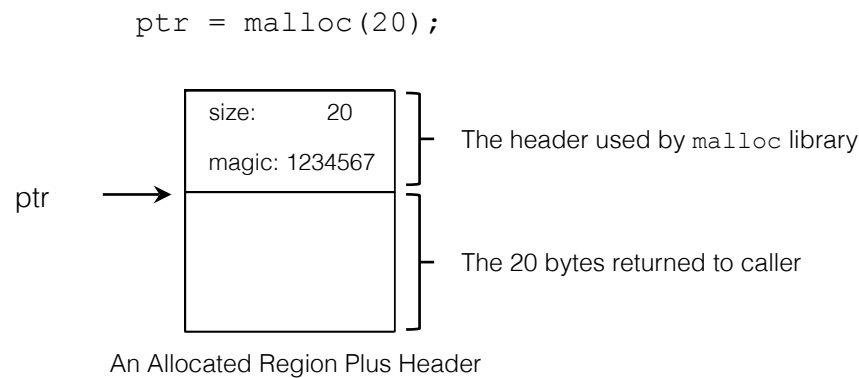 ptr = malloc(20);
size: 20
The header used by malloc library
magic: 1234567
ptr
The 20 bytes returned to caller
An Allocated Region Plus Header